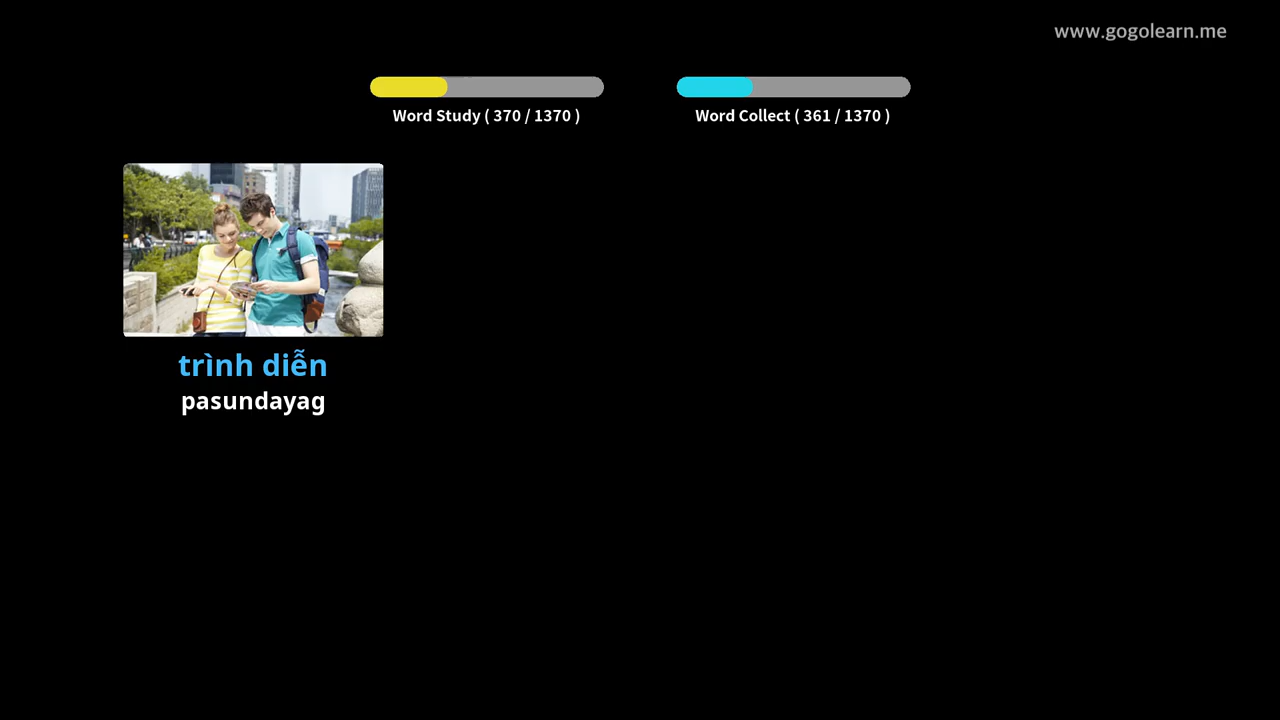 www.gogolearn.me
Word Study ( 370 / 1370 )
Word Collect ( 361 / 1370 )
trình diễn
pasundayag